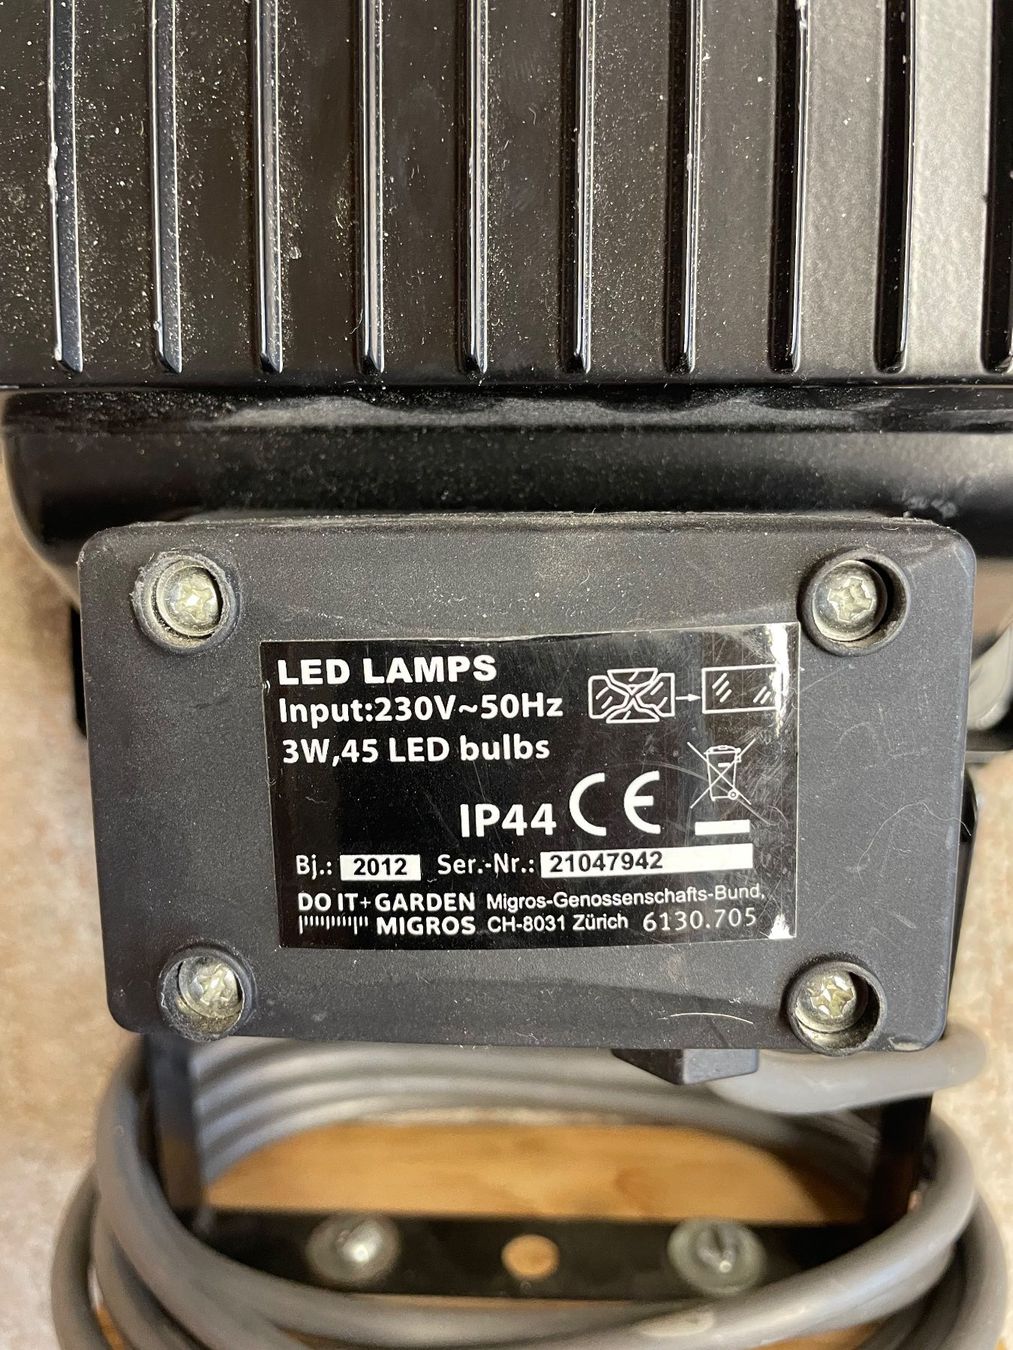 LED LAMPS
Input:230V~50Hz
3W,45 LED bulbs
IP44 CE
Bj.: 2012 Ser.-Nr.: 21047942
DO IT + GARDEN Migros-Genossenschafts-Bund,
MIGROS CH-8031 Zürich 6130.705